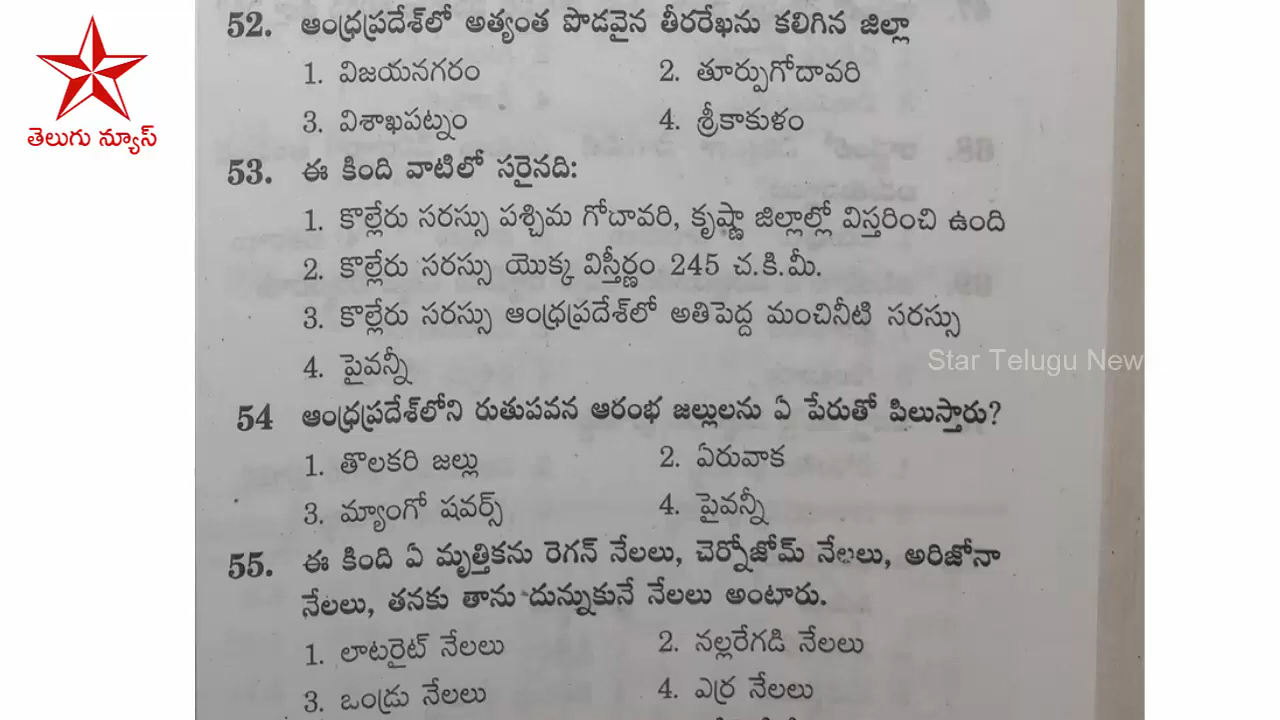 తెలుగు న్యూస్
52. ఆంధ్రప్రదేశ్‌లో అత్యంత పొడవైన తీరరేఖను కలిగిన జిల్లా
1. విజయనగరం 2. తూర్పుగోదావరి
3. విశాఖపట్నం 4. శ్రీకాకుళం
53. ఈ కింది వాటిలో సరైనది:
1. కొల్లేరు సరస్సు పశ్చిమ గోదావరి, కృష్ణా జిల్లాల్లో విస్తరించి ఉంది
2. కొల్లేరు సరస్సు యొక్క విస్తీర్ణం 245 చ.కి.మీ.
3. కొల్లేరు సరస్సు ఆంధ్రప్రదేశ్‌లో అతిపెద్ద మంచినీటి సరస్సు
Star Telugu New
4. పైవన్నీ
54 ఆంధ్రప్రదేశ్‌లోని రుతుపవన ఆరంభ జల్లులను ఏ పేరుతో పిలుస్తారు?
1. తొలకరి జల్లు 2. ఏరువాక
3. మ్యాంగో షవర్స్ 4. పైవన్నీ
55. ఈ కింది ఏ మృత్తికను రెగన్ నేలలు, చెర్నోజోమ్ నేలలు, అరిజోనా
నేలలు, తనకు తాను దున్నుకునే నేలలు అంటారు.
1. లాటరైట్ నేలలు 2. నల్లరేగడి నేలలు
3. ఒండ్రు నేలలు 4. ఎర్ర నేలలు